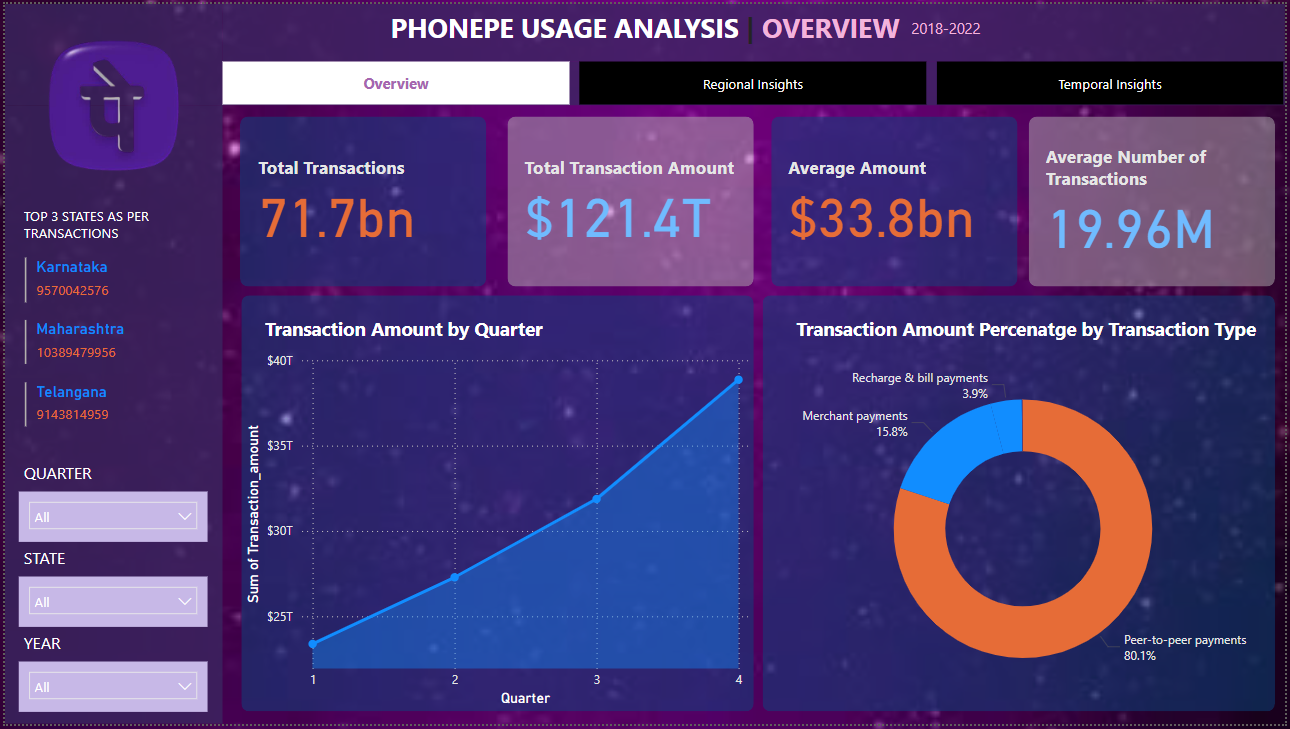 PHONEPE USAGE ANALYSIS | OVERVIEW 2018-2022
पे
Overview
Regional Insights
Temporal Insights
TOP 3 STATES AS PER
TRANSACTIONS
Karnataka
9570042576
Maharashtra
10389479956
Telangana
9143814959
QUARTER
All
STATE
All
YEAR
All
Total Transactions
71.7bn
Total Transaction Amount
$121.4T
Average Amount
$33.8bn
Average Number of
Transactions
19.96M
Transaction Amount by Quarter
Sum of Transaction_amount
$40T
$35T
$30T
$25T
1
2
3
4
Quarter
Transaction Amount Percenatge by Transaction Type
Recharge & bill payments
3.9%
Merchant payments
15.8%
Peer-to-peer payments
80.1%